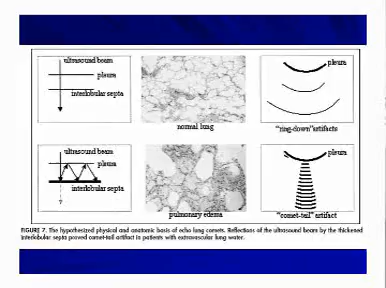 ultrasound beam
pleura
interlobular septa
normal lung
pleura
"ring-down"artifacts
ultrasound beam
pleura
interlobular septa
pulmonary edema
pleura
"comet-tail" artifact
FIGURE 7. The hypothesized physical and anatomic basis of echo lung comets. Reflections of the ultrasound beam by the thickened
interlobular septa proved comet-tail artifact in patients with extravascular lung water.